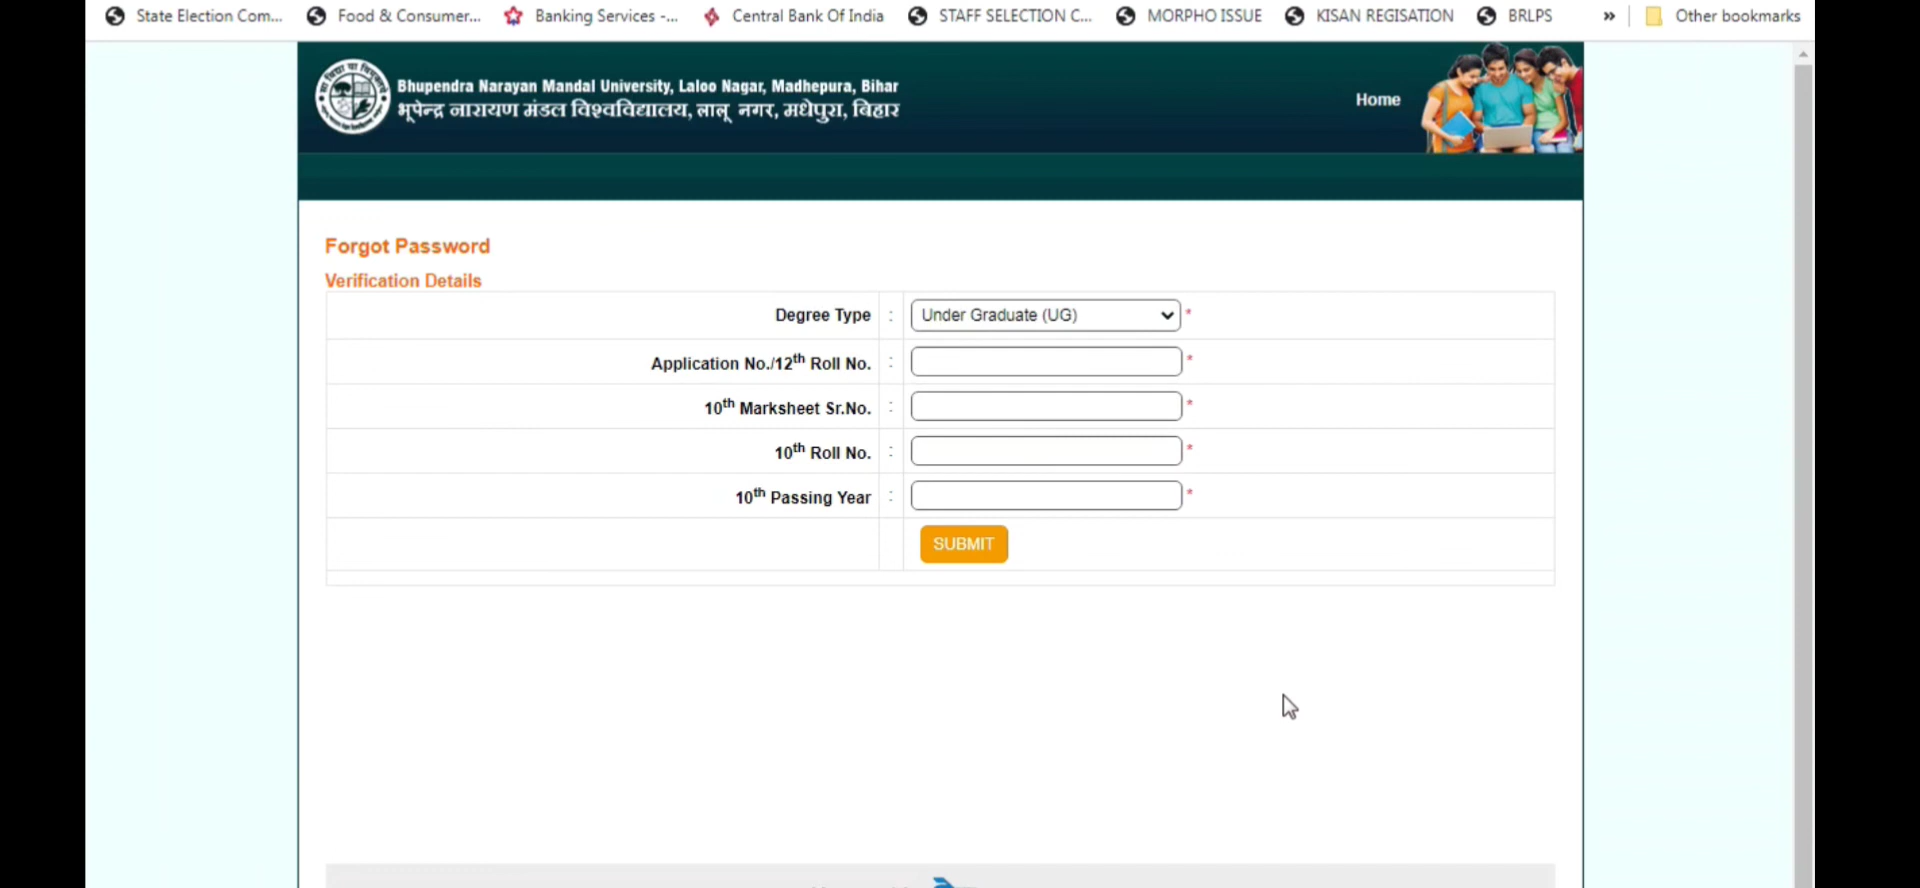 State Election Com... Food & Consumer... Banking Services -... Central Bank Of India STAFF SELECTION C... MORPHO ISSUE KISAN REGISATION BRLPS » Other bookmarks
Bhupendra Narayan Mandal University, Laloo Nagar, Madhepura, Bihar
भूपेन्द्र नारायण मंडल विश्वविद्यालय, लालू नगर, मधेपुरा, बिहार
Home
Forgot Password
Verification Details
Degree Type : Under Graduate (UG) *
Application No./12th Roll No. : *
10th Marksheet Sr.No. : *
10th Roll No. : *
10th Passing Year : *
SUBMIT